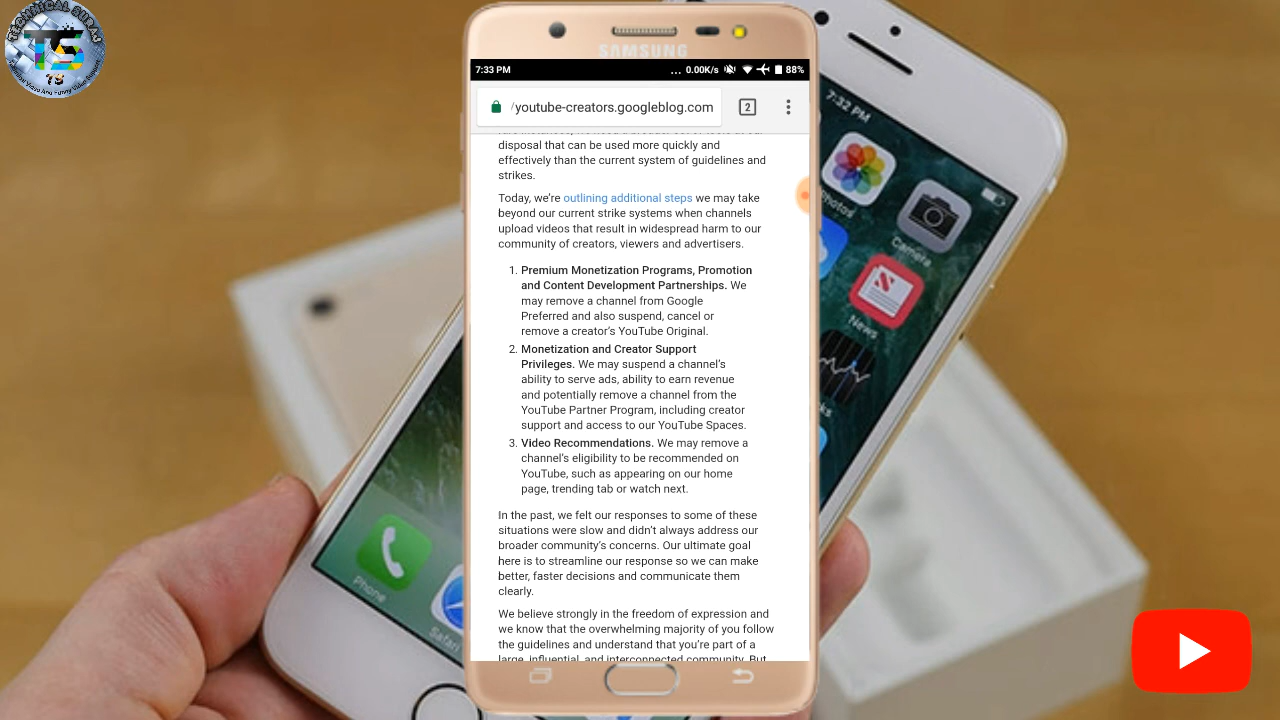 TECHNICAL SURAJ
TS
TS
SAMSUNG
7:33 PM
... 0.00K/s 88%
/youtube-creators.googleblog.com
2
disposal that can be used more quickly and
effectively than the current system of guidelines and
strikes.
Today, we're outlining additional steps we may take
beyond our current strike systems when channels
upload videos that result in widespread harm to our
community of creators, viewers and advertisers.
1. Premium Monetization Programs, Promotion
and Content Development Partnerships. We
may remove a channel from Google
Preferred and also suspend, cancel or
remove a creator's YouTube Original.
2. Monetization and Creator Support
Privileges. We may suspend a channel's
ability to serve ads, ability to earn revenue
and potentially remove a channel from the
YouTube Partner Program, including creator
support and access to our YouTube Spaces.
3. Video Recommendations. We may remove a
channel's eligibility to be recommended on
YouTube, such as appearing on our home
page, trending tab or watch next.
In the past, we felt our responses to some of these
situations were slow and didn't always address our
broader community's concerns. Our ultimate goal
here is to streamline our response so we can make
better, faster decisions and communicate them
clearly.
We believe strongly in the freedom of expression and
we know that the overwhelming majority of you follow
the guidelines and understand that you're part of a
large, influential, and interconnected community. But
7:32 PM
Photos
Camera
News
Phone
Safari